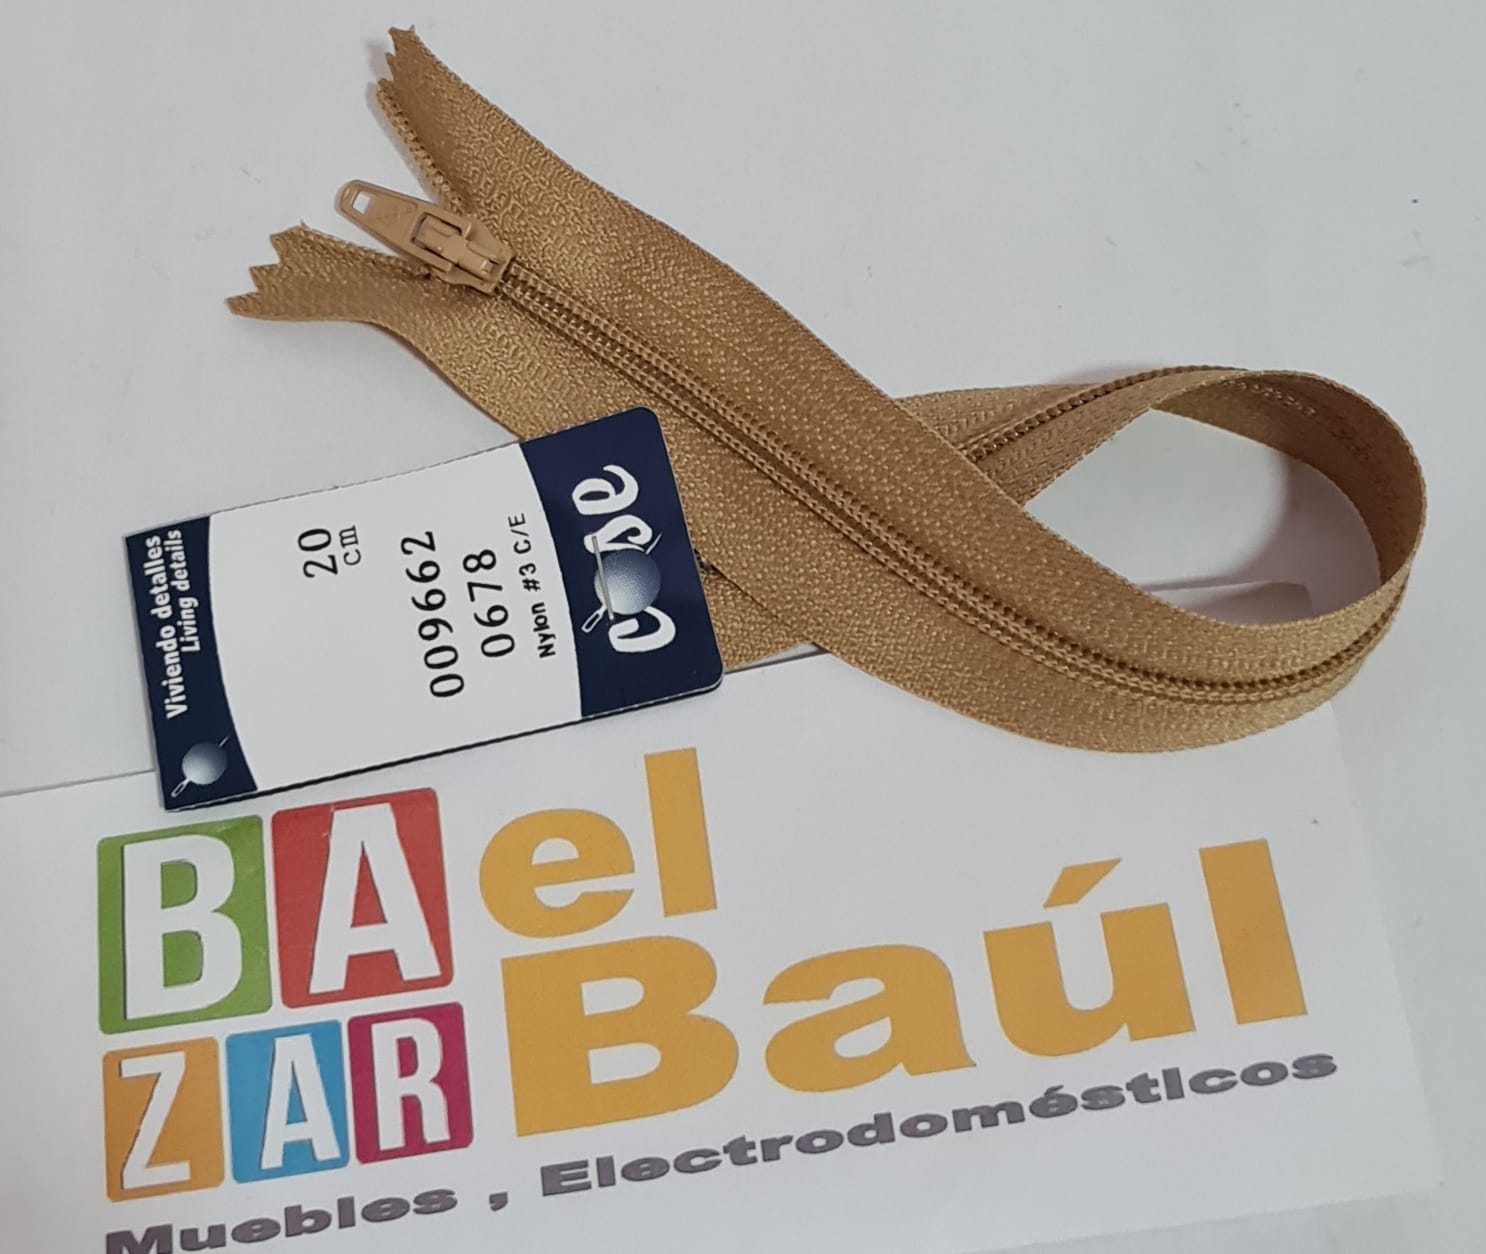 cose
Nylon #3 C/E
0678
009662
20
cm
Viviendo detalles
Living details
BA
ZAR
el
Baúl
Muebles , Electrodomésticos